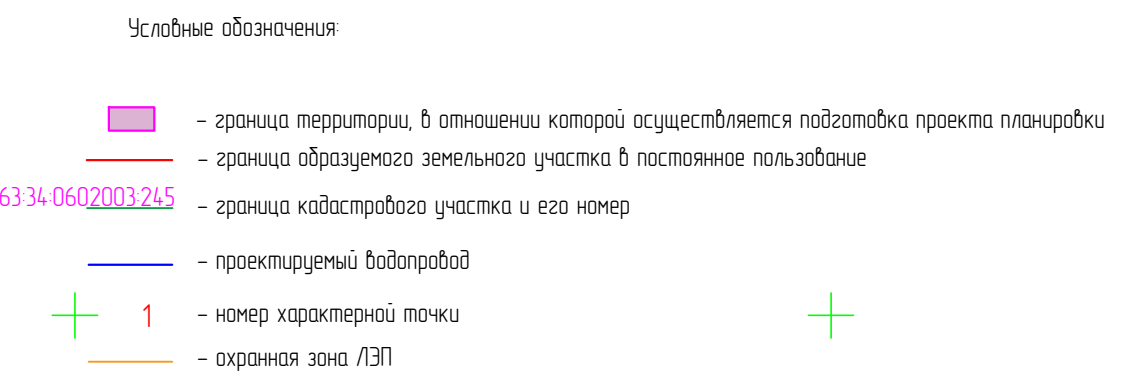 Условные обозначения:
– граница территории, в отношении которой осуществляется подготовка проекта планировки
– граница образуемого земельного участка в постоянное пользование
63:34:0602003:245 – граница кадастрового участка и его номер
– проектируемый водопровод
1 – номер характерной точки
– охранная зона ЛЭП